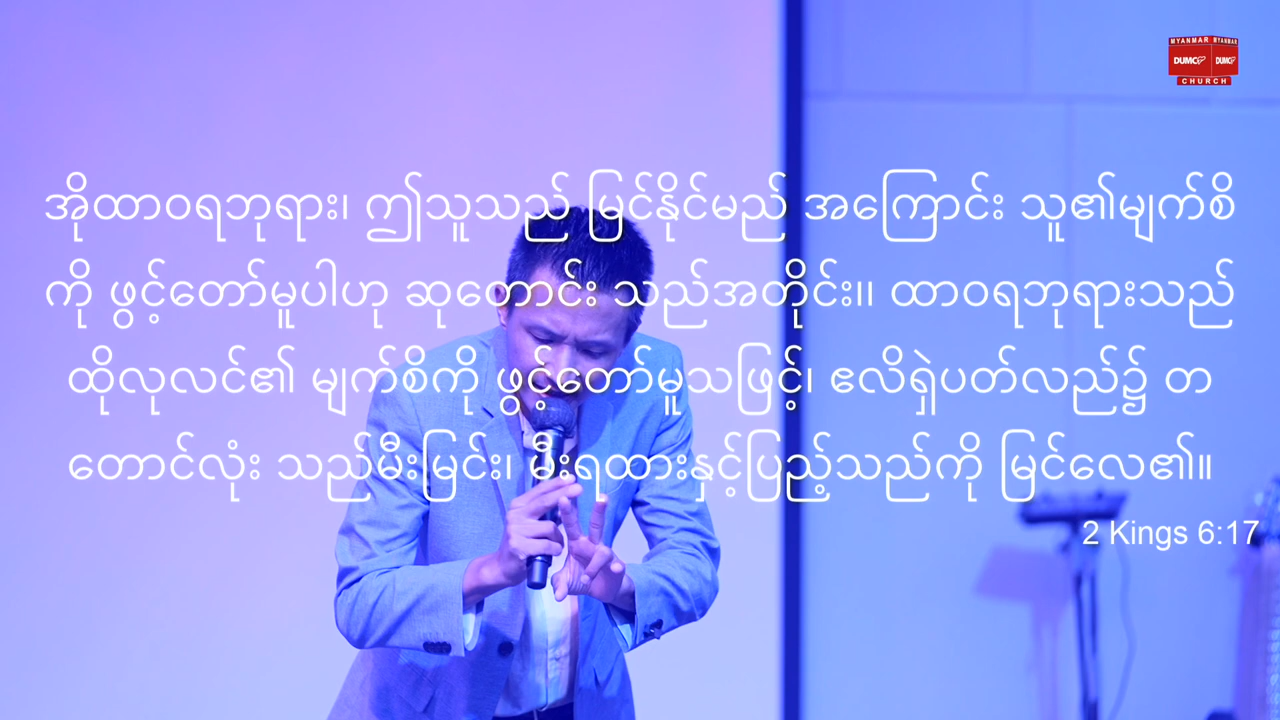 MYANMAR MYANMAR
DUMC DUMC
CHURCH
အိုထာဝရဘုရား၊ ဤသူသည် မြင်နိုင်မည် အကြောင်း သူ၏မျက်စိ
ကို ဖွင့်တော်မူပါဟု ဆုတောင်း သည်အတိုင်း၊၊ ထာဝရဘုရားသည်
ထိုလုလင်၏ မျက်စိကို ဖွင့်တော်မူသဖြင့်၊ ဧလိရှဲပတ်လည်၌ တ
တောင်လုံး သည်မီးမြင်း၊ မီးရထားနှင့်ပြည့်သည်ကို မြင်လေ၏။
2 Kings 6:17